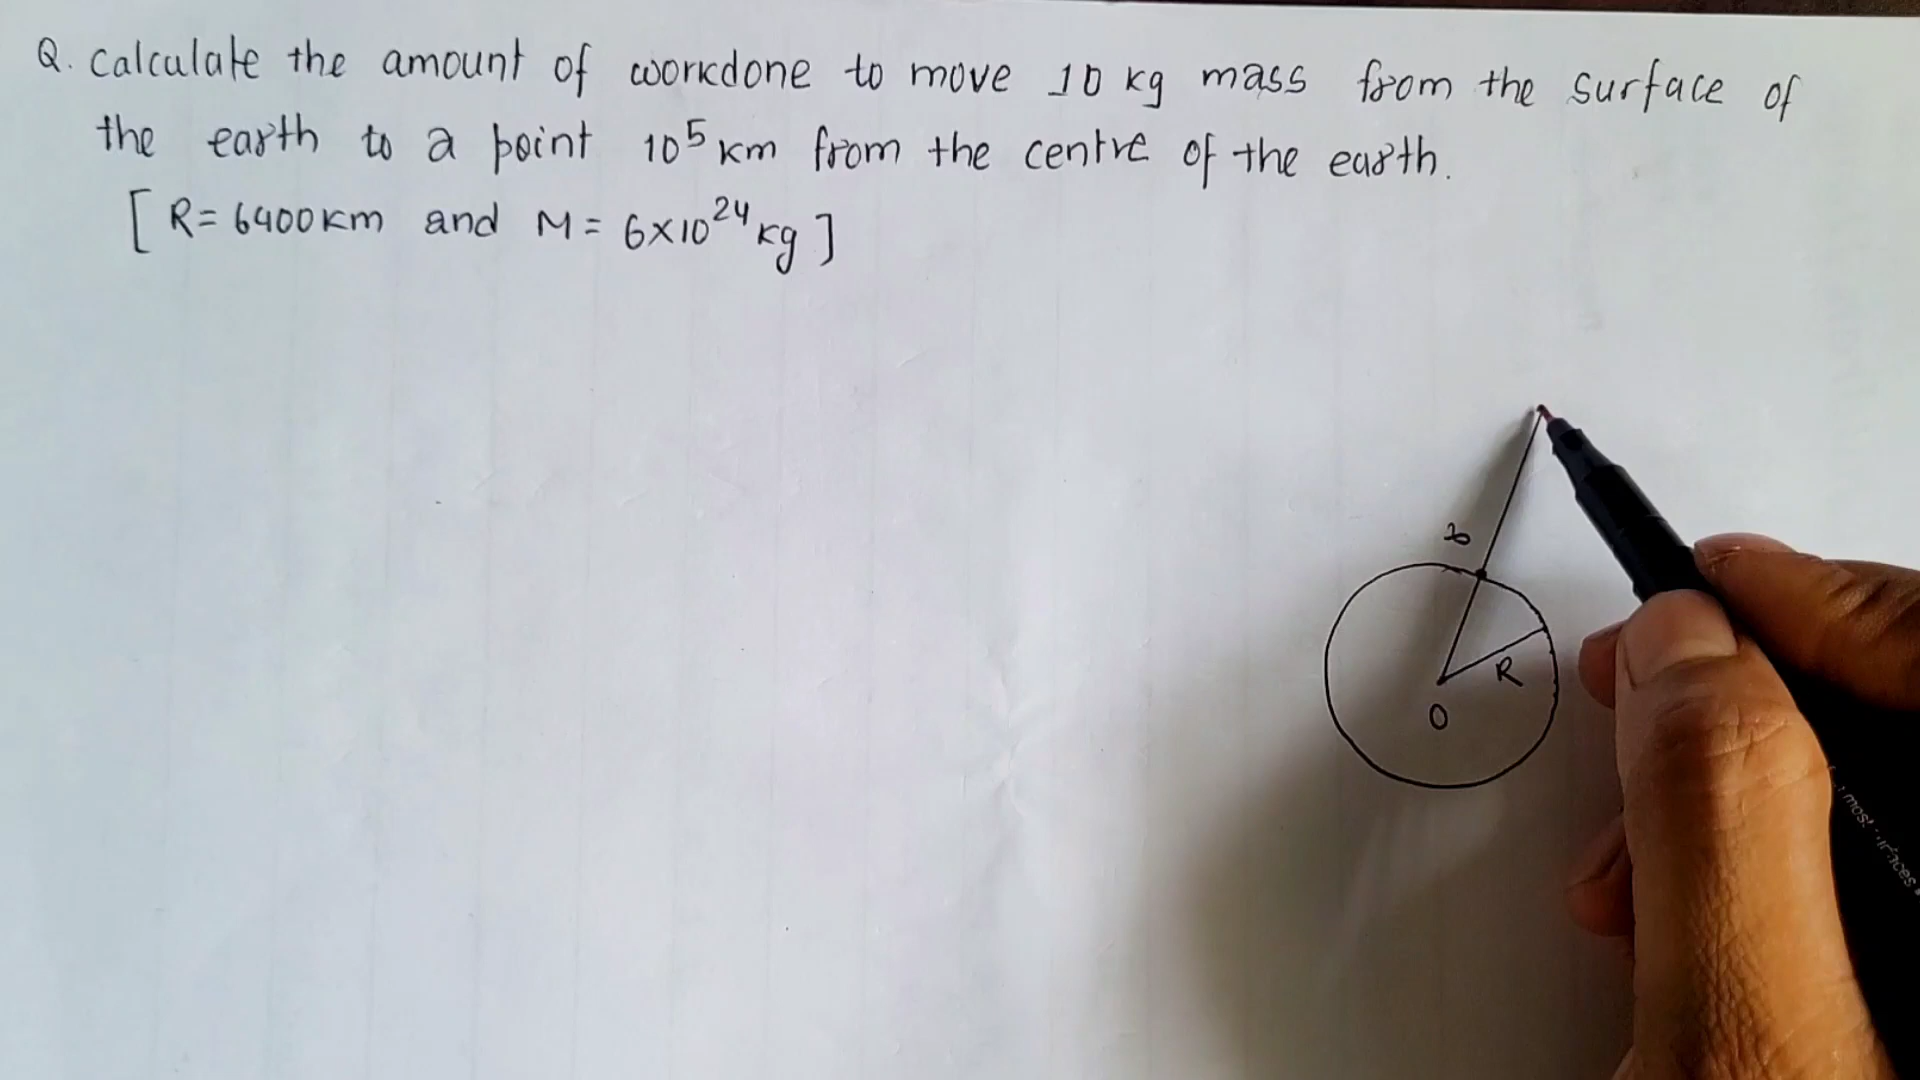 Q. Calculate the amount of workdone to move 10 kg mass from the surface of
the earth to a point 10⁵ km from the centre of the earth.
[R = 6400 km and M = 6×10²⁴ kg]
R
O